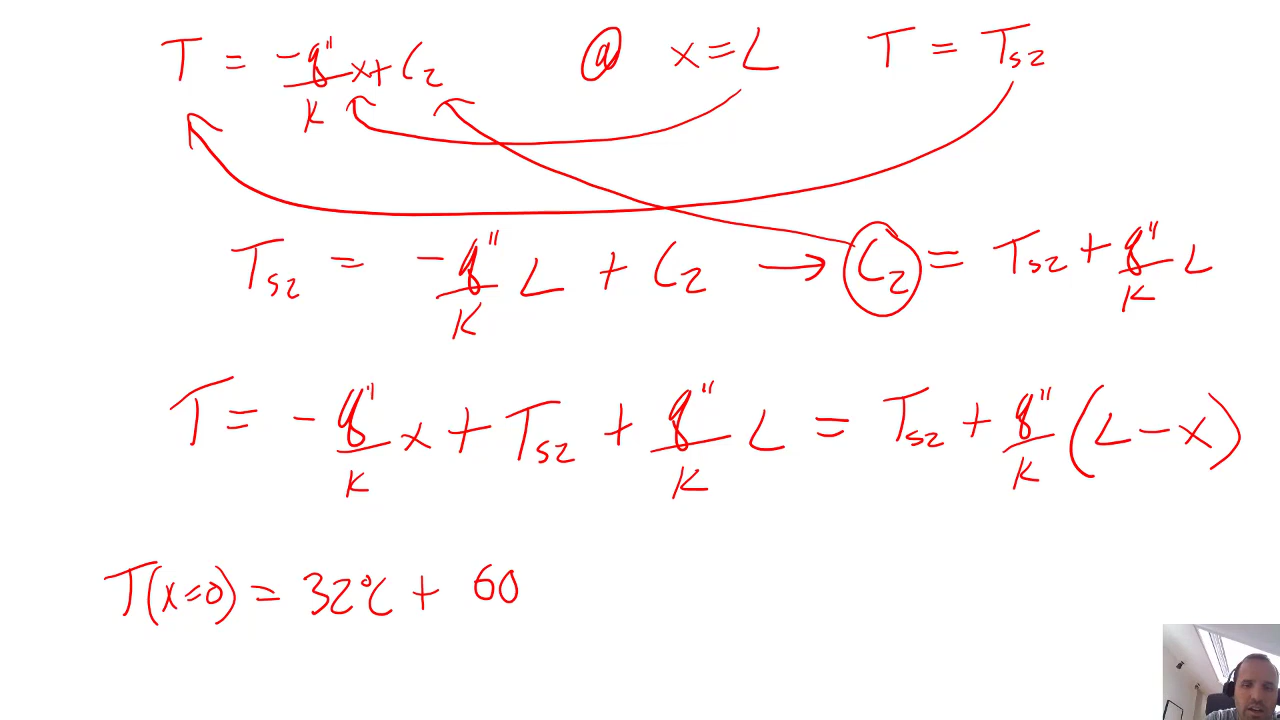 T = -q"/K x + C2 @ x = L T = Ts2
Ts2 = -q"/K L + C2 → C2 = Ts2 + q"/K L
T = -q"/K x + Ts2 + q"/K L = Ts2 + q"/K (L - x)
T(x=0) = 32°C + 60